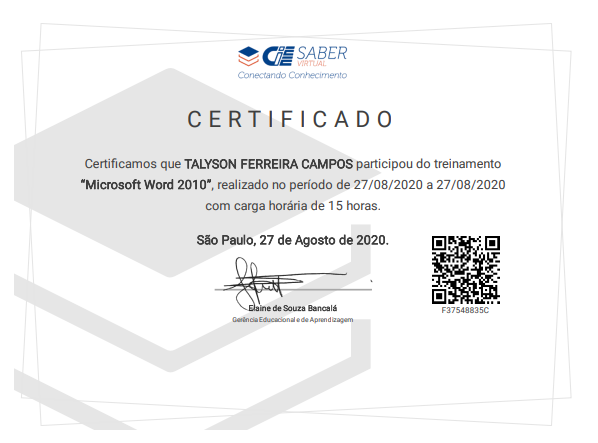 CIEE SABER
VIRTUAL
Conectando Conhecimento
CERTIFICADO
Certificamos que TALYSON FERREIRA CAMPOS participou do treinamento
“Microsoft Word 2010”, realizado no período de 27/08/2020 a 27/08/2020
com carga horária de 15 horas.
São Paulo, 27 de Agosto de 2020.
Elaine de Souza Bancalá
Gerência Educacional e de Aprendizagem
F37548835C